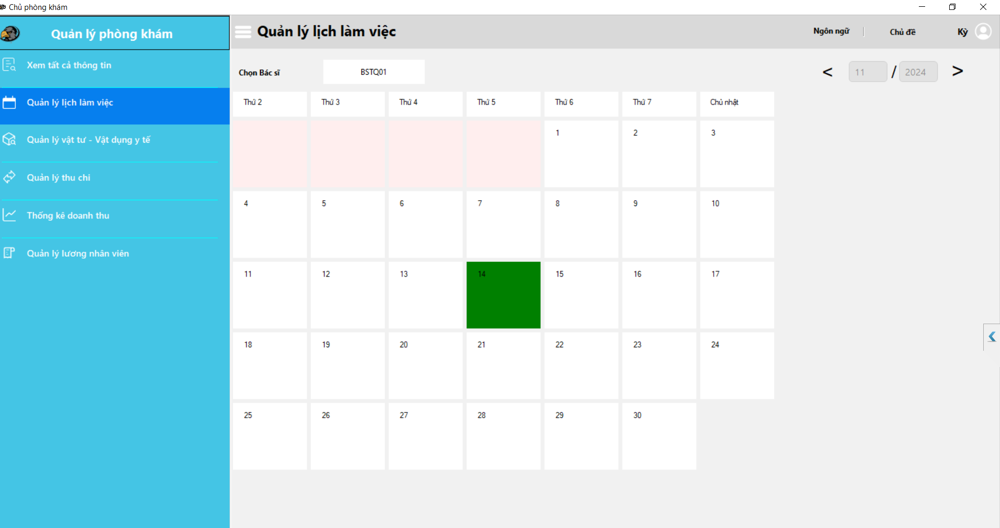 Chủ phòng khám
Quản lý phòng khám
Xem tất cả thông tin
Quản lý lịch làm việc
Quản lý vật tư - Vật dụng y tế
Quản lý thu chi
Thống kê doanh thu
Quản lý lương nhân viên
Quản lý lịch làm việc
Ngôn ngữ | Chủ đề Kỳ
Chọn Bác sĩ BSTQ01 < 11 / 2024 >
Thứ 2 Thứ 3 Thứ 4 Thứ 5 Thứ 6 Thứ 7 Chủ nhật
1 2 3
4 5 6 7 8 9 10
11 12 13 14 15 16 17
18 19 20 21 22 23 24
25 26 27 28 29 30